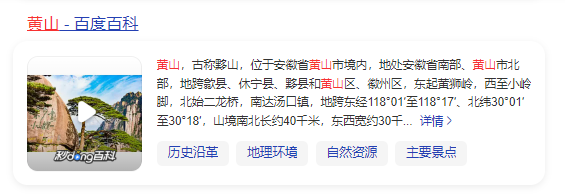 黄山 - 百度百科
黄山，古称黟山，位于安徽省黄山市境内，地处安徽省南部、黄山市北
部，地跨歙县、休宁县、黟县和黄山区、徽州区，东起黄狮岭，西至小岭
脚，北始二龙桥，南达汤口镇，地跨东经118°01′至118°17′、北纬30°01′
至30°18′，山境南北长约40千米，东西宽约30千... 详情 >
秒dong百科
历史沿革 地理环境 自然资源 主要景点